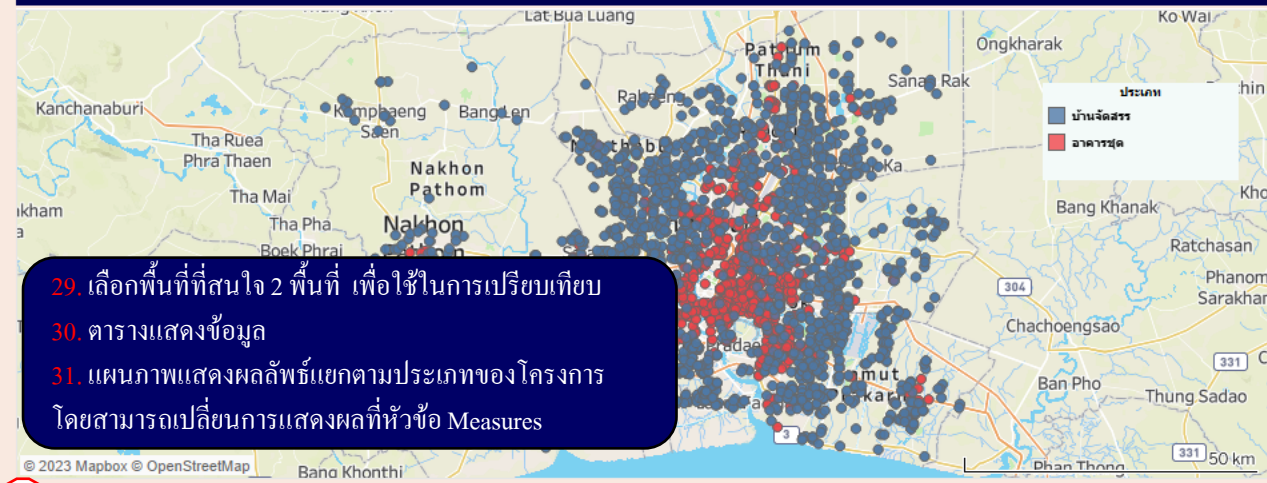 Lat Bua Luang
Ko Wai
Ongkharak
Pathum
Thani
Sanam Rak
Kanchanaburi
Kamphaeng
Saen
Bang Len
ประเภท
บ้านจัดสรร
อาคารชุด
Tha Ruea
Phra Thaen
Nakhon
Pathom
Tha Mai
Bang Khanak
Tha Pha
Nakhon
Ratchasan
Boek Phrai
29. เลือกพื้นที่ที่สนใจ 2 พื้นที่ เพื่อใช้ในการเปรียบเทียบ
30. ตารางแสดงข้อมูล
31. แผนภาพแสดงผลลัพธ์แยกตามประเภทของโครงการ
โดยสามารถเปลี่ยนการแสดงผลที่หัวข้อ Measures
304
Phanom
Sarakham
Chachoengsao
331
Ban Pho
Thung Sadao
3
331
50 km
© 2023 Mapbox © OpenStreetMap
Bang Khonthi
Phan Thong